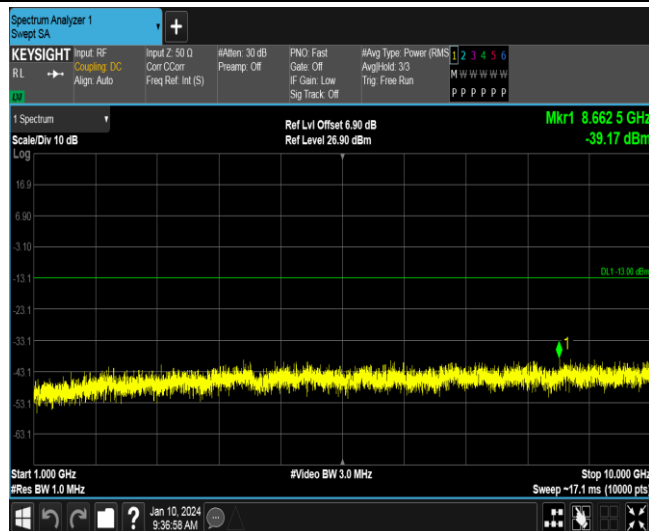 Spectrum Analyzer 1
Swept SA
+
KEYSIGHT
RL
Input: RF
Coupling: DC
Align: Auto
Input Z: 50 Ω
Corr CCorr
Freq Ref: Int (S)
#Atten: 30 dB
Preamp: Off
PNO: Fast
Gate: Off
IF Gain: Low
Sig Track: Off
#Avg Type: Power (RMS
Avg|Hold: 3/3
Trig: Free Run
1 2 3 4 5 6
M W W W W W
P P P P P P
1 Spectrum
Scale/Div 10 dB
Log
Ref Lvl Offset 6.90 dB
Ref Level 26.90 dBm
Mkr1 8.662 5 GHz
-39.17 dBm
16.9
6.90
-3.10
-13.1
DL1 -13.00 dBm
-23.1
-33.1
1
-43.1
-53.1
-63.1
Start 1.000 GHz
#Res BW 1.0 MHz
#Video BW 3.0 MHz
Stop 10.000 GHz
Sweep ~17.1 ms (10000 pts)
?
Jan 10, 2024
9:36:58 AM